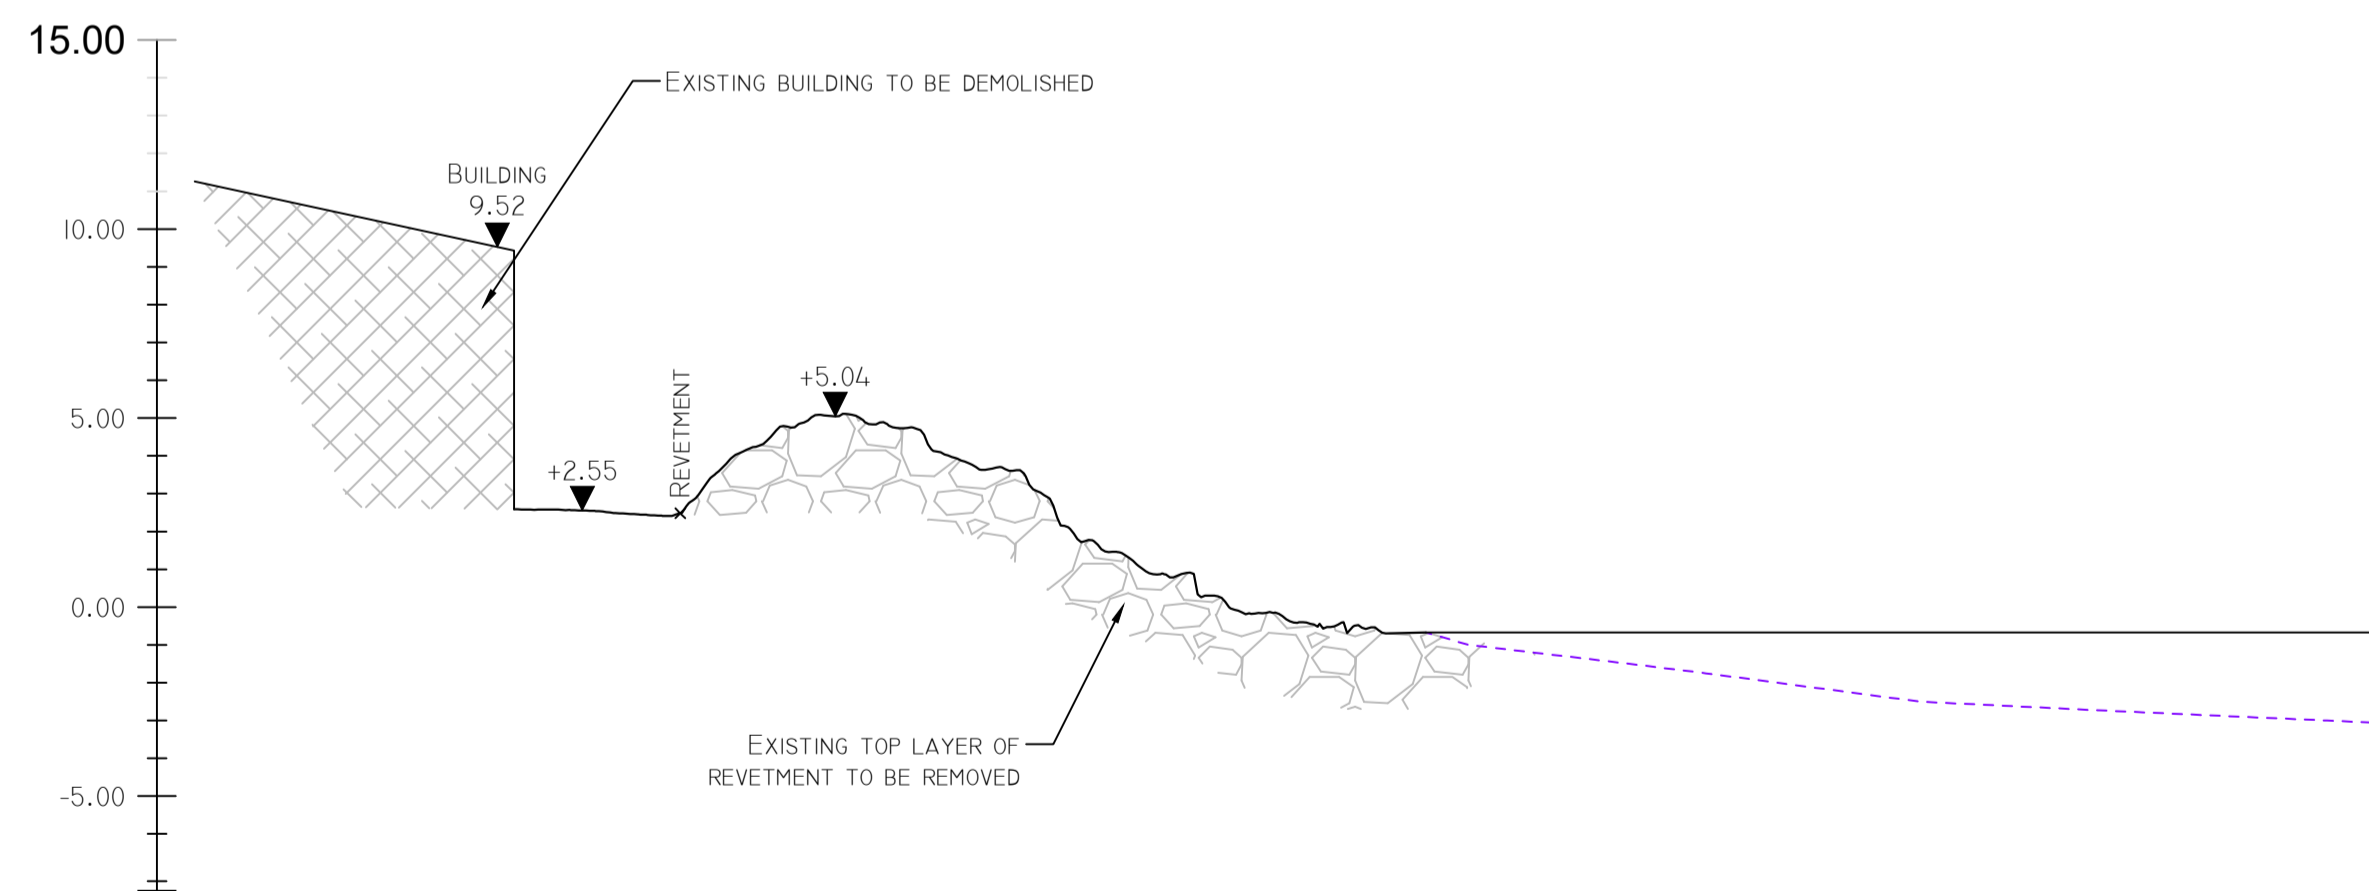 15.00
EXISTING BUILDING TO BE DEMOLISHED
BUILDING
9.52
10.00
+5.04
REVETMENT
5.00
+2.55
0.00
EXISTING TOP LAYER OF
REVETMENT TO BE REMOVED
-5.00